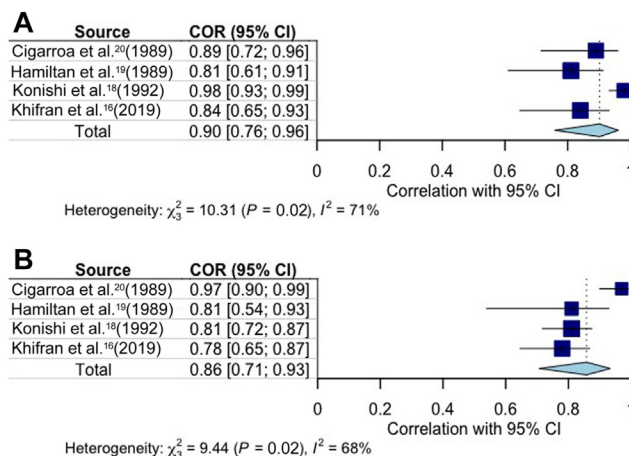 A
Source COR (95% CI)
Cigarroa et al.²⁰(1989) 0.89 [0.72; 0.96]
Hamiltan et al.¹⁹(1989) 0.81 [0.61; 0.91]
Konishi et al.¹⁸(1992) 0.98 [0.93; 0.99]
Khifran et al.¹⁶(2019) 0.84 [0.65; 0.93]
Total 0.90 [0.76; 0.96]
0 0.2 0.4 0.6 0.8 1
Correlation with 95% CI
Heterogeneity: χ²₃ = 10.31 (P = 0.02), I² = 71%
B
Source COR (95% CI)
Cigarroa et al.²⁰(1989) 0.97 [0.90; 0.99]
Hamiltan et al.¹⁹(1989) 0.81 [0.54; 0.93]
Konishi et al.¹⁸(1992) 0.81 [0.72; 0.87]
Khifran et al.¹⁶(2019) 0.78 [0.65; 0.87]
Total 0.86 [0.71; 0.93]
0 0.2 0.4 0.6 0.8 1
Correlation with 95% CI
Heterogeneity: χ²₃ = 9.44 (P = 0.02), I² = 68%